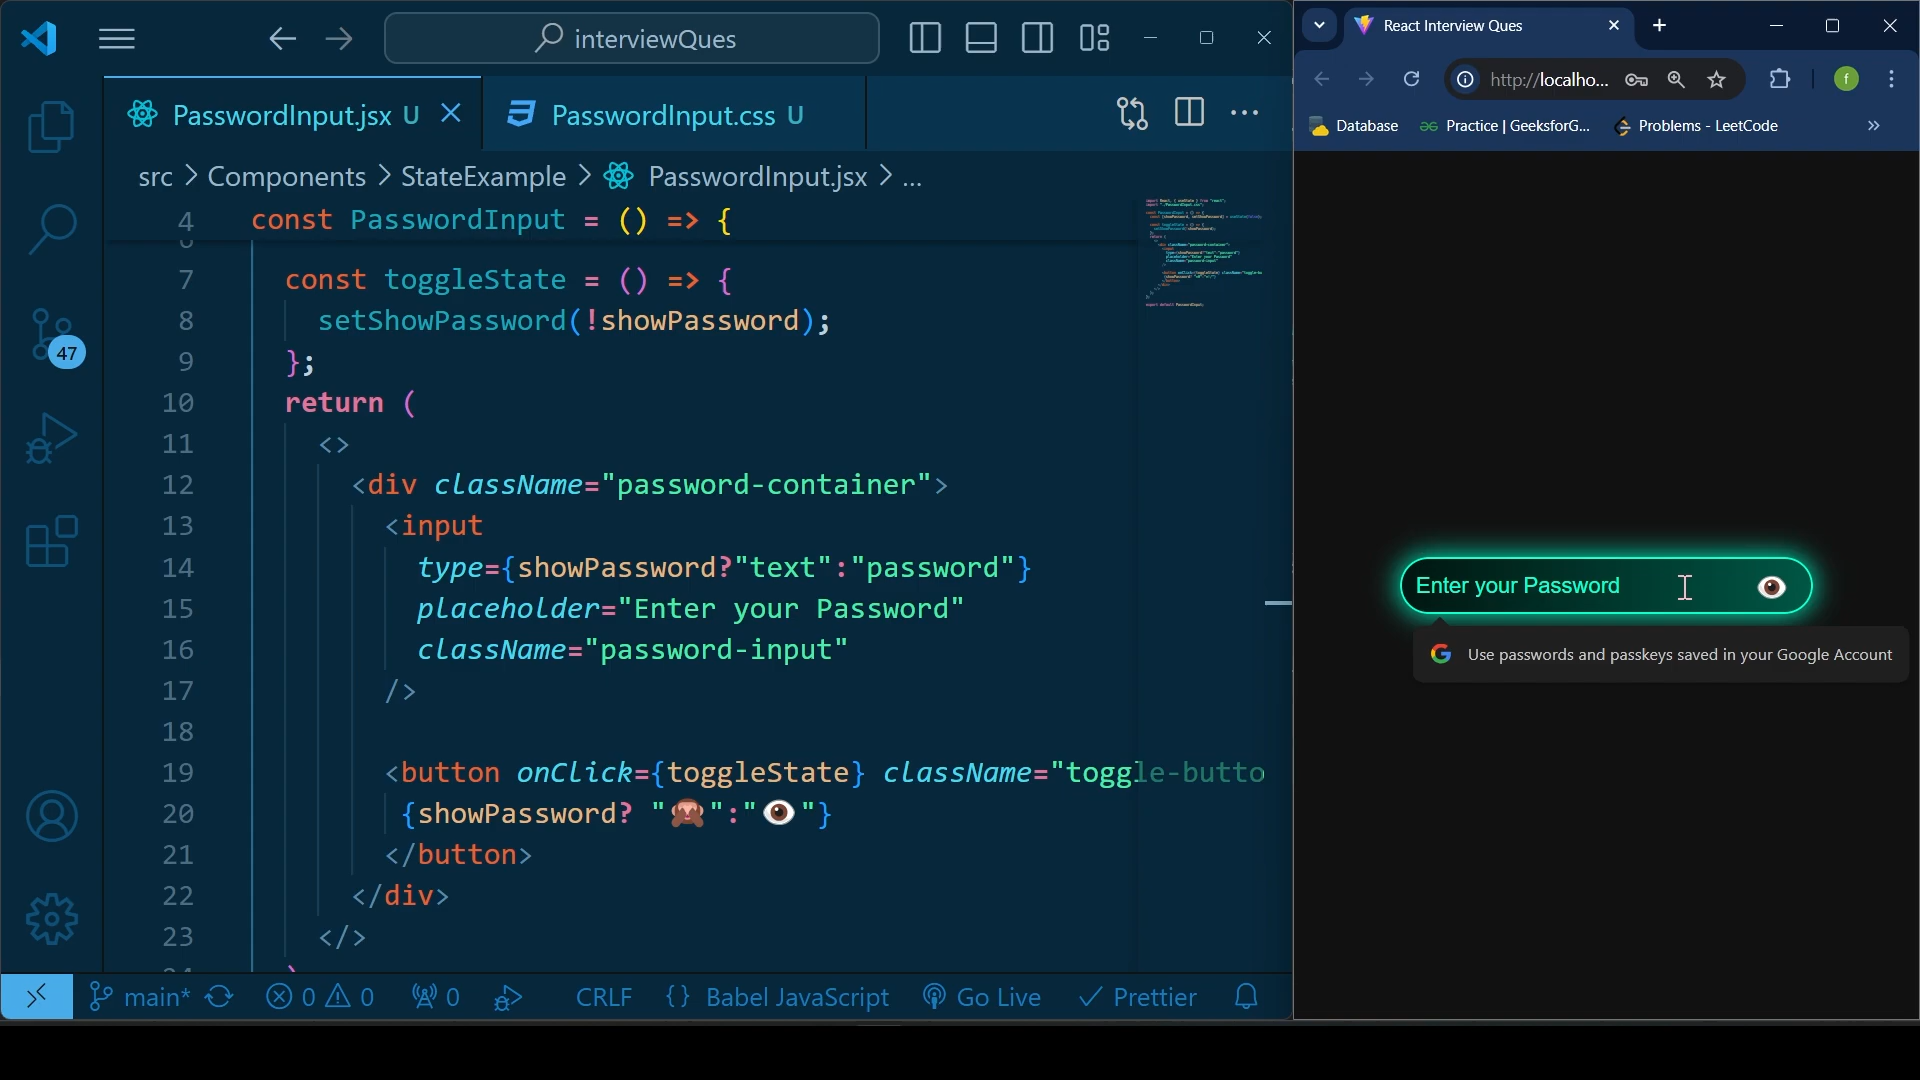 interviewQues
PasswordInput.jsx U
PasswordInput.css U
src > Components > StateExample > PasswordInput.jsx > ...
4 const PasswordInput = () => {
7 const toggleState = () => {
8 setShowPassword(!showPassword);
9 };
10 return (
11 <>
12 <div className="password-container">
13 <input
14 type={showPassword?"text":"password"}
15 placeholder="Enter your Password"
16 className="password-input"
17 />
18
19 <button onClick={toggleState} className="toggle-butto
20 {showPassword? "🙈":"👁️"}
21 </button>
22 </div>
23 </>
47
main* 0 0 0 CRLF {} Babel JavaScript Go Live Prettier
React Interview Ques
http://localho...
f
Database
Practice | GeeksforG...
Problems - LeetCode
»
Enter your Password
Use passwords and passkeys saved in your Google Account